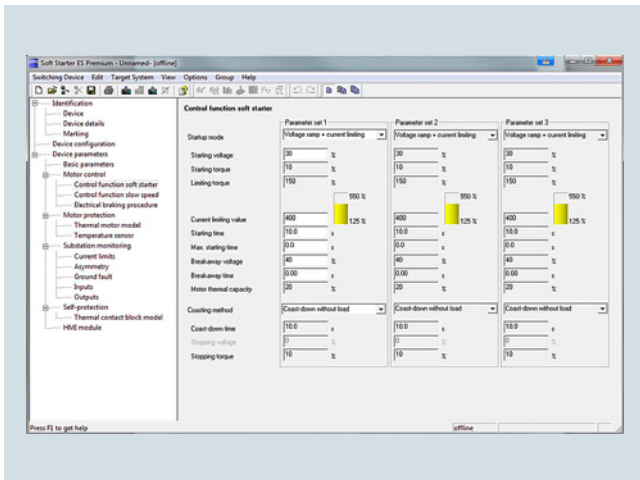 Soft Starter ES Premium - Unnamed- [offline]
Switching Device Edit Target System View Options Group Help
Identification
Device
Device details
Marking
Device configuration
Device parameters
Basic parameters
Motor control
Control function soft starter
Control function slow speed
Electrical braking procedure
Motor protection
Thermal motor model
Temperature sensor
Substation monitoring
Current limits
Asymmetry
Ground fault
Inputs
Outputs
Self-protection
Thermal contact block model
HMI module
Control function soft starter
Parameter set 1 Parameter set 2 Parameter set 3
Startup mode Voltage ramp + current limiting Voltage ramp + current limiting Voltage ramp + current limiting
Starting voltage 30 % 30 % 30 %
Starting torque 10 % 10 % 10 %
Limiting torque 150 % 150 % 150 %
550 % 550 % 550 %
Current limiting value 400 125 % 400 125 % 400 125 %
Starting time 10.0 s 10.0 s 10.0 s
Max. starting time 0.0 s 0.0 s 0.0 s
Breakaway voltage 40 % 40 % 40 %
Breakaway time 0.00 s 0.00 s 0.00 s
Motor thermal capacity 20 % 20 % 20 %
Coasting method Coast-down without load Coast-down without load Coast-down without load
Coast-down time 10.0 s 10.0 s 10.0 s
Stopping voltage 0 % 0 % 0 %
Stopping torque 10 % 10 % 10 %
Press F1 to get help offline